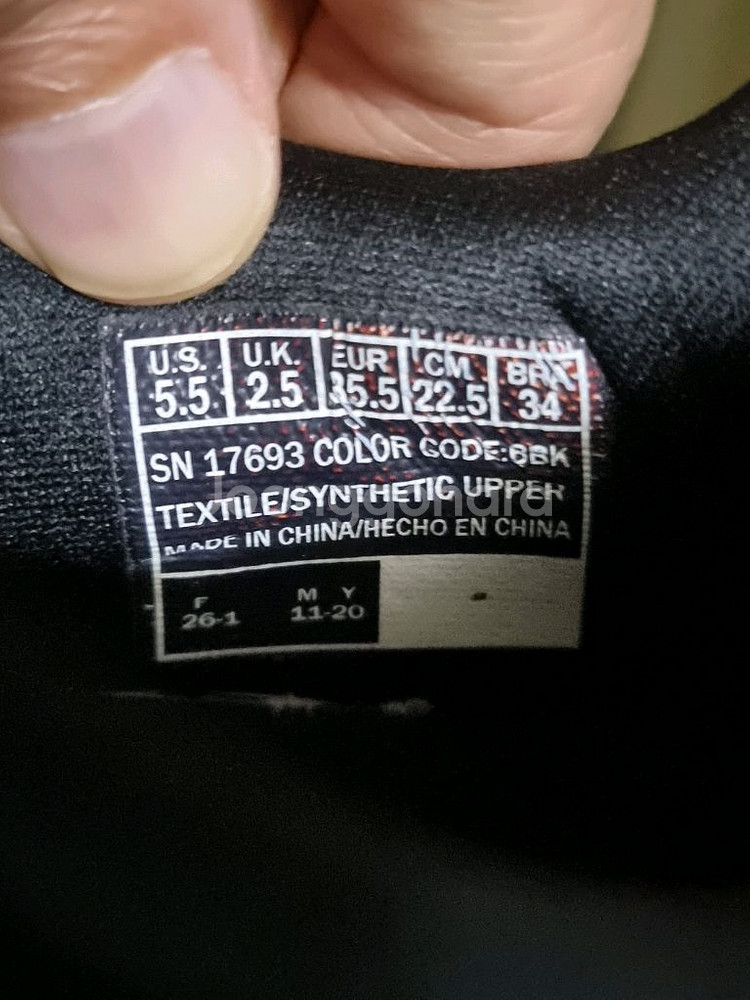 U.S. U.K. EUR CM BRA
5.5 2.5 35.5 22.5 34
SN 17693 COLOR CODE:BBK
TEXTILE/SYNTHETIC UPPER
MADE IN CHINA/HECHO EN CHINA
F M Y
26-1 11-20